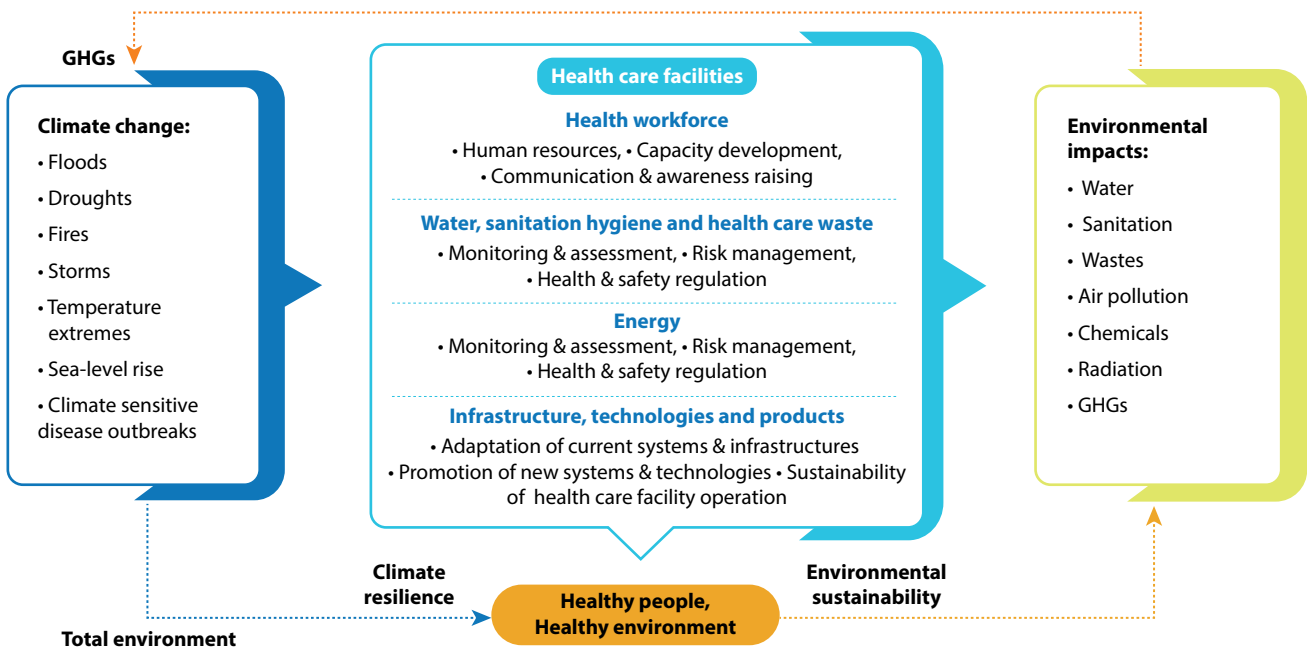 GHGs
Climate change:
• Floods
• Droughts
• Fires
• Storms
• Temperature
extremes
• Sea-level rise
• Climate sensitive
disease outbreaks
Health care facilities
Health workforce
• Human resources, • Capacity development,
• Communication & awareness raising
Water, sanitation hygiene and health care waste
• Monitoring & assessment, • Risk management,
• Health & safety regulation
Energy
• Monitoring & assessment, • Risk management,
• Health & safety regulation
Infrastructure, technologies and products
• Adaptation of current systems & infrastructures
• Promotion of new systems & technologies • Sustainability
of health care facility operation
Environmental
impacts:
• Water
• Sanitation
• Wastes
• Air pollution
• Chemicals
• Radiation
• GHGs
Climate
resilience
Healthy people,
Healthy environment
Environmental
sustainability
Total environment